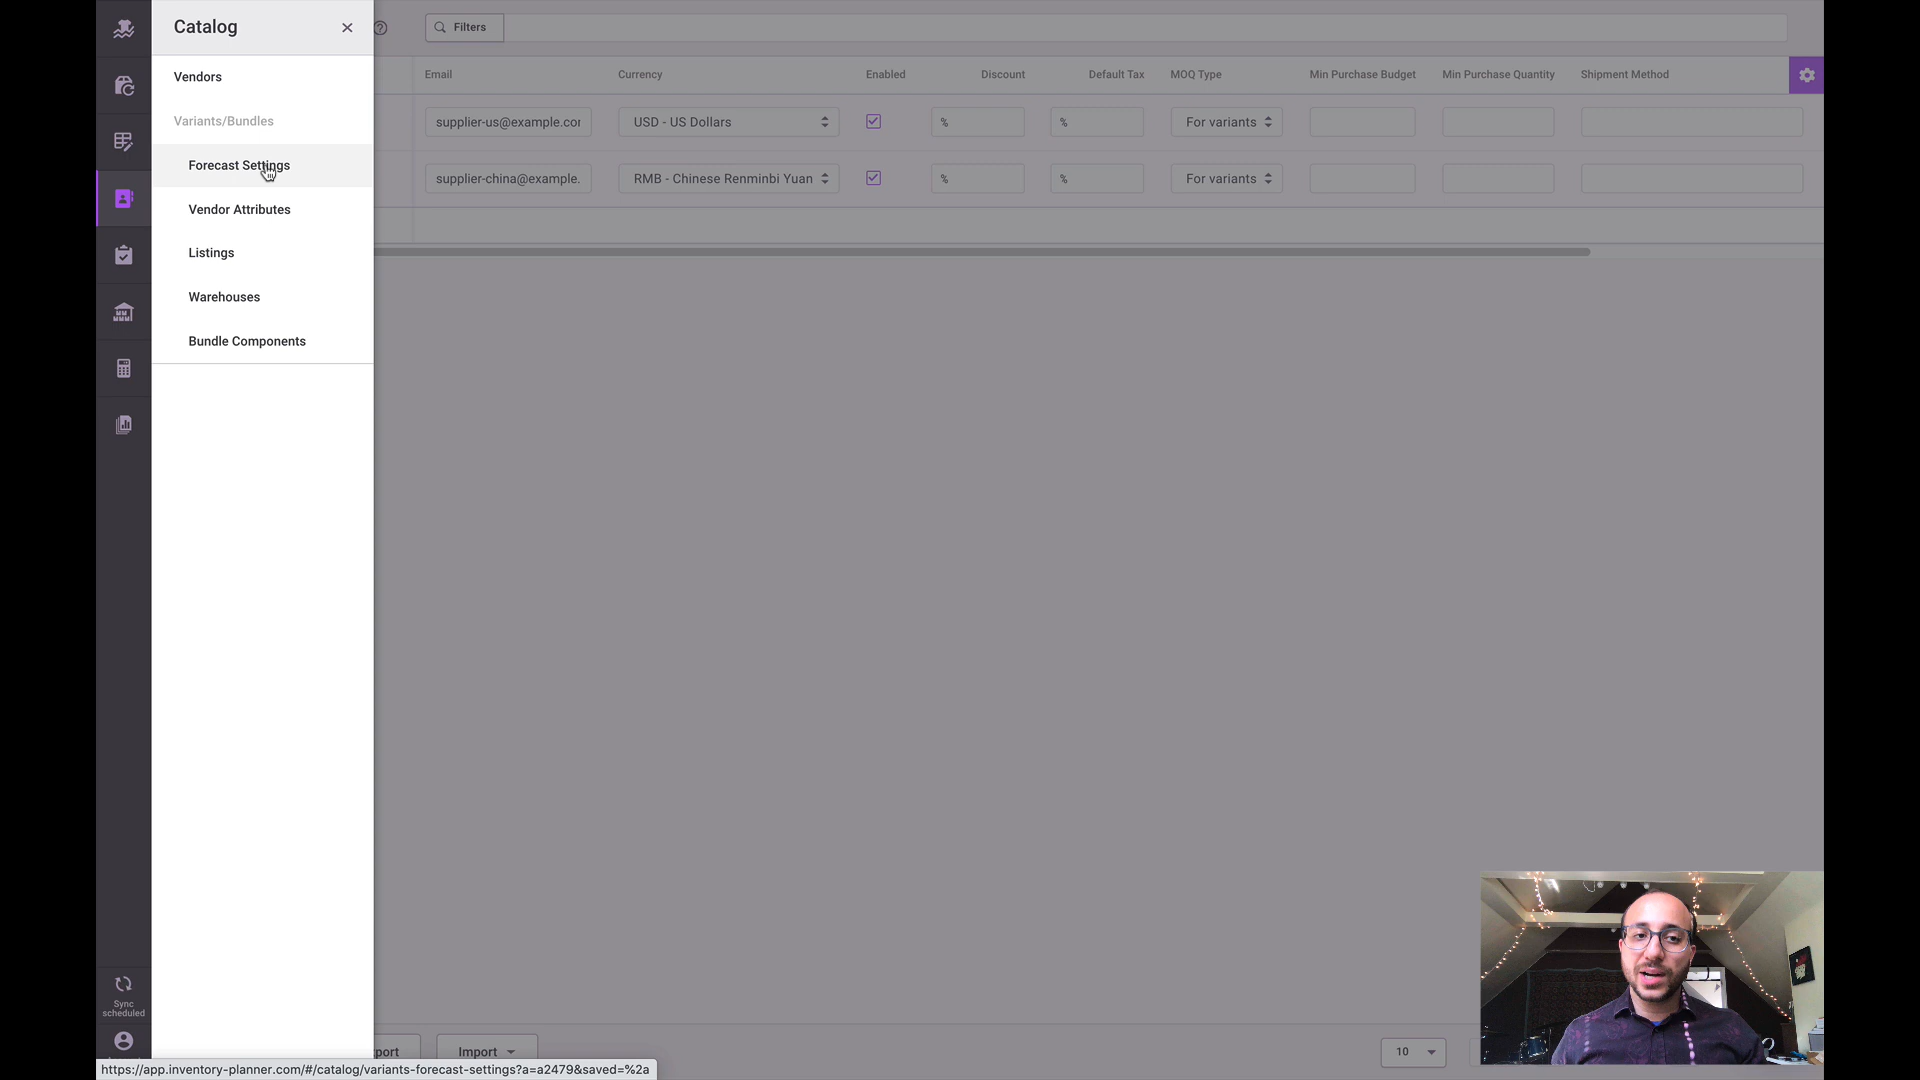 Catalog
Filters
Vendors
Variants/Bundles
Forecast Settings
Vendor Attributes
Listings
Warehouses
Bundle Components
Email Currency Enabled Discount Default Tax MOQ Type Min Purchase Budget Min Purchase Quantity Shipment Method
supplier-us@example.cor USD - US Dollars % % For variants
supplier-china@example. RMB - Chinese Renminbi Yuan % % For variants
Sync
scheduled
port Import 10
https://app.inventory-planner.com/#/catalog/variants-forecast-settings?a=a2479&saved=%2a